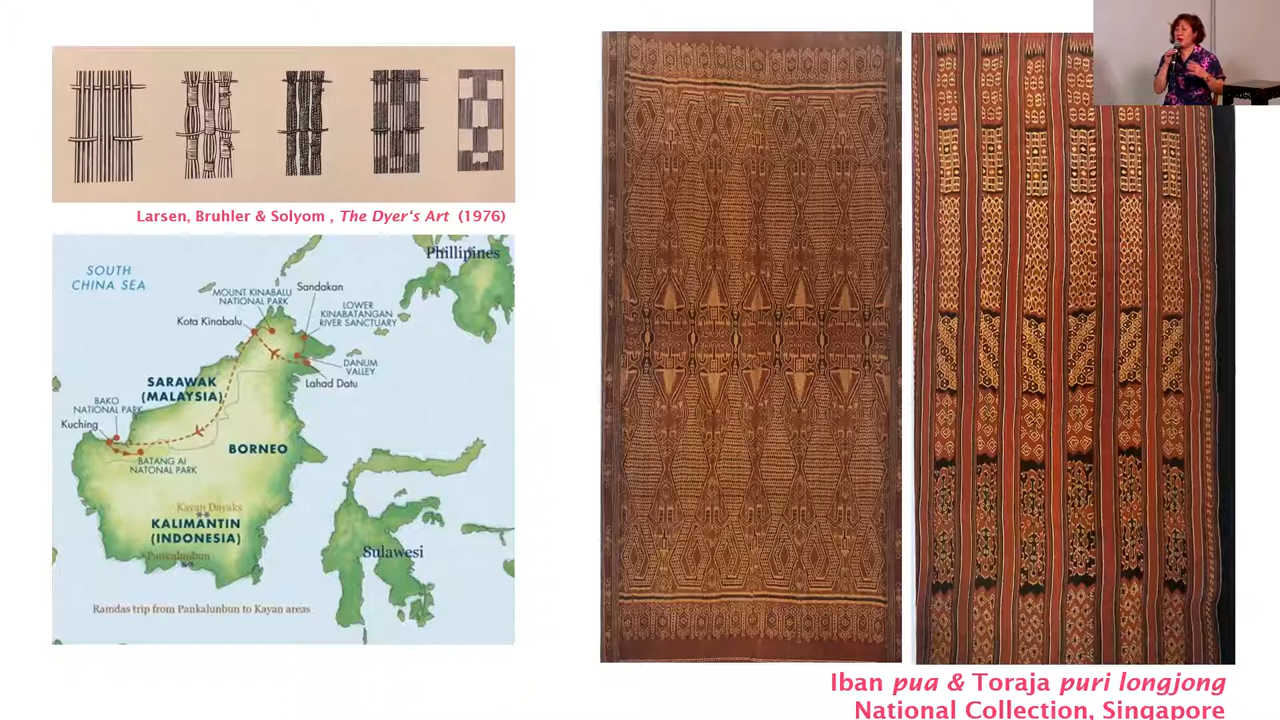 Larsen, Bruhler & Solyom , The Dyer's Art (1976)
SOUTH
CHINA SEA
Phillipines
MOUNT KINABALU
NATIONAL PARK
Sandakan
LOWER
KINABATANGAN
RIVER SANCTUARY
Kota Kinabalu
DANUM
VALLEY
Lahad Datu
SARAWAK
(MALAYSIA)
BAKO
NATIONAL PARK
Kuching
BORNEO
BATANG AI
NATONAL PARK
Kayan Dayaks
KALIMANTIN
(INDONESIA)
Pankalunbun
Sulawesi
Ramdas trip from Pankalunbun to Kayan areas
Iban pua & Toraja puri longjong
National Collection, Singapore